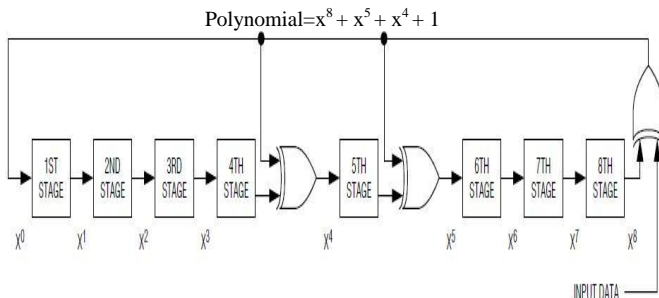 Polynomial=x⁸ + x⁵ + x⁴ + 1
1ST STAGE
2ND STAGE
3RD STAGE
4TH STAGE
5TH STAGE
6TH STAGE
7TH STAGE
8TH STAGE
X⁰ X¹ X² X³ X⁴ X⁵ X⁶ X⁷ X⁸
INPUT DATA